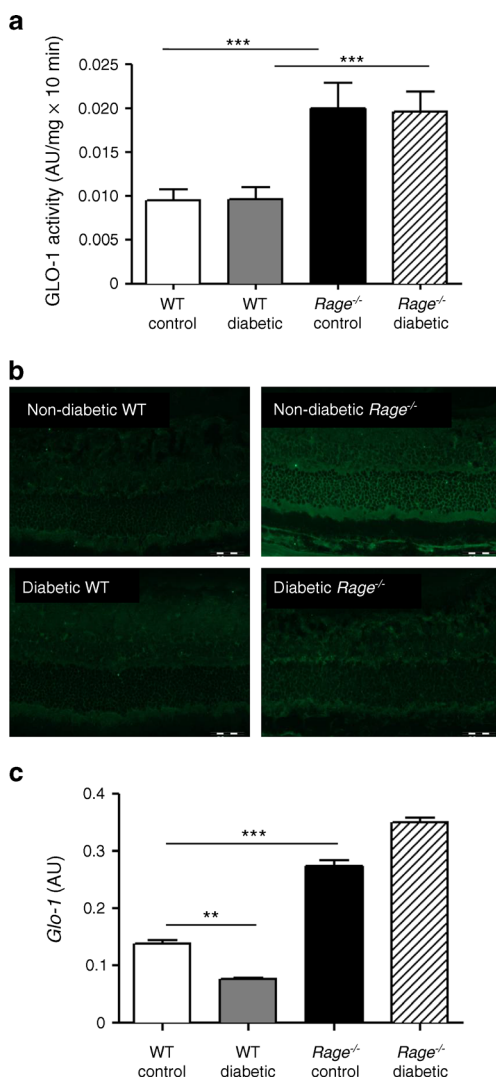 a
***
***
GLO-1 activity (AU/mg × 10 min)
0.025
0.020
0.015
0.010
0.005
0
WT
control
WT
diabetic
Rage-/-
control
Rage-/-
diabetic
b
Non-diabetic WT
Non-diabetic Rage-/-
Diabetic WT
Diabetic Rage-/-
c
Glo-1 (AU)
0.4
0.3
0.2
0.1
0
***
**
WT
control
WT
diabetic
Rage-/-
control
Rage-/-
diabetic